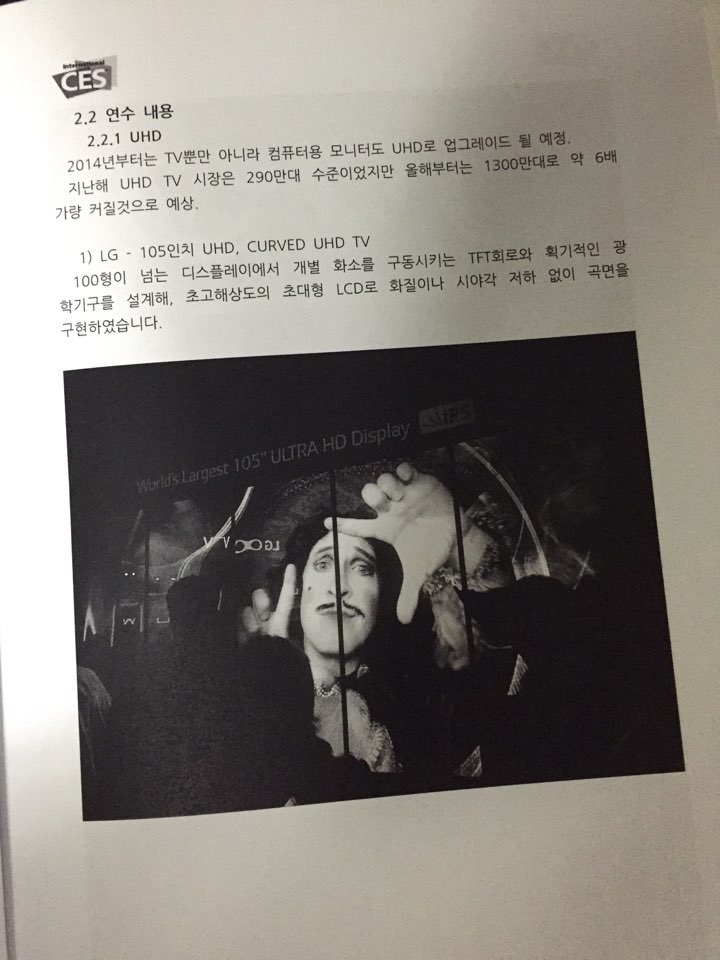 International
CES
2.2 연수 내용
2.2.1 UHD
2014년부터는 TV뿐만 아니라 컴퓨터용 모니터도 UHD로 업그레이드 될 예정.
지난해 UHD TV 시장은 290만대 수준이었지만 올해부터는 1300만대로 약 6배
가량 커질것으로 예상.
1) LG - 105인치 UHD, CURVED UHD TV
100형이 넘는 디스플레이에서 개별 화소를 구동시키는 TFT회로와 획기적인 광
학기구를 설계해, 초고해상도의 초대형 LCD로 화질이나 시야각 저하 없이 곡면을
구현하였습니다.
World's Largest 105" ULTRA HD Display IPS